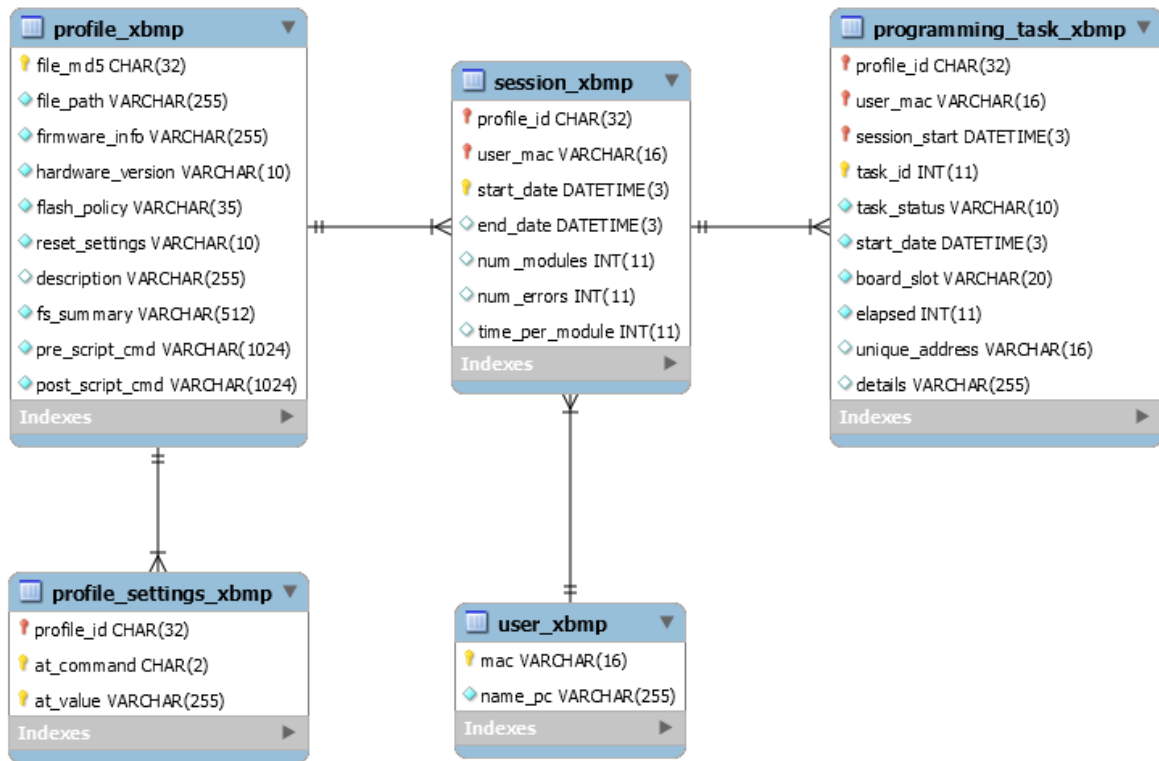 profile_xbmp
file_md5 CHAR(32)
file_path VARCHAR(255)
firmware_info VARCHAR(255)
hardware_version VARCHAR(10)
flash_policy VARCHAR(35)
reset_settings VARCHAR(10)
description VARCHAR(255)
fs_summary VARCHAR(512)
pre_script_cmd VARCHAR(1024)
post_script_cmd VARCHAR(1024)
Indexes
session_xbmp
profile_id CHAR(32)
user_mac VARCHAR(16)
start_date DATETIME(3)
end_date DATETIME(3)
num_modules INT(11)
num_errors INT(11)
time_per_module INT(11)
Indexes
programming_task_xbmp
profile_id CHAR(32)
user_mac VARCHAR(16)
session_start DATETIME(3)
task_id INT(11)
task_status VARCHAR(10)
start_date DATETIME(3)
board_slot VARCHAR(20)
elapsed INT(11)
unique_address VARCHAR(16)
details VARCHAR(255)
Indexes
profile_settings_xbmp
profile_id CHAR(32)
at_command CHAR(2)
at_value VARCHAR(255)
Indexes
user_xbmp
mac VARCHAR(16)
name_pc VARCHAR(255)
Indexes